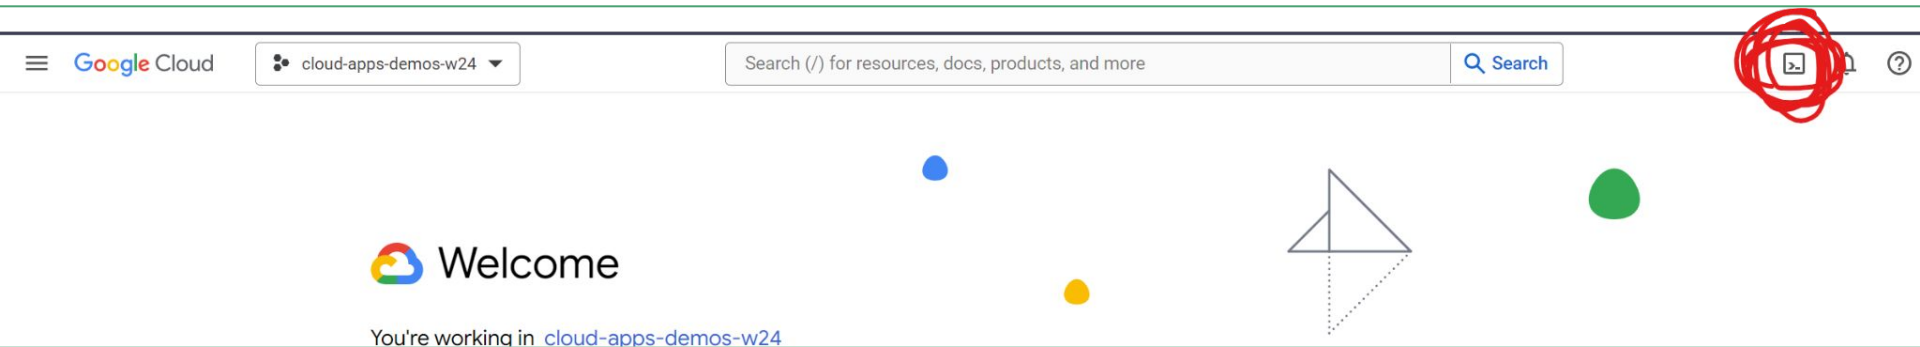 Google Cloud cloud-apps-demos-w24 Search (/) for resources, docs, products, and more Search
Welcome
You're working in cloud-apps-demos-w24